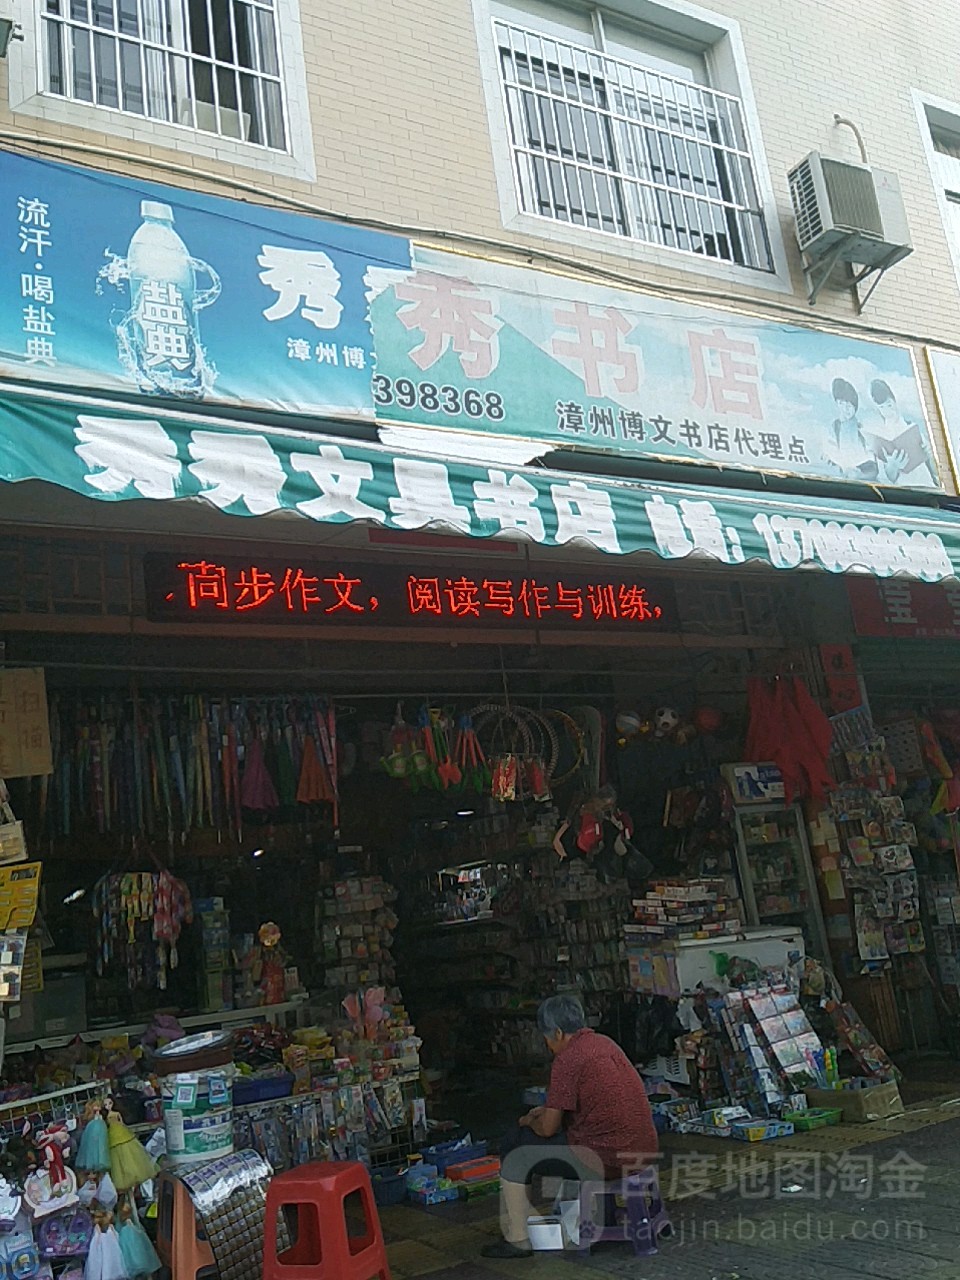 流汗·喝盐典
盐典
秀
漳州博
秀书店
398368
漳州博文书店代理点
秀秀文具书店 电话:
同步作文，阅读写作与训练，
宝
百度地图淘金
taojin.baidu.com